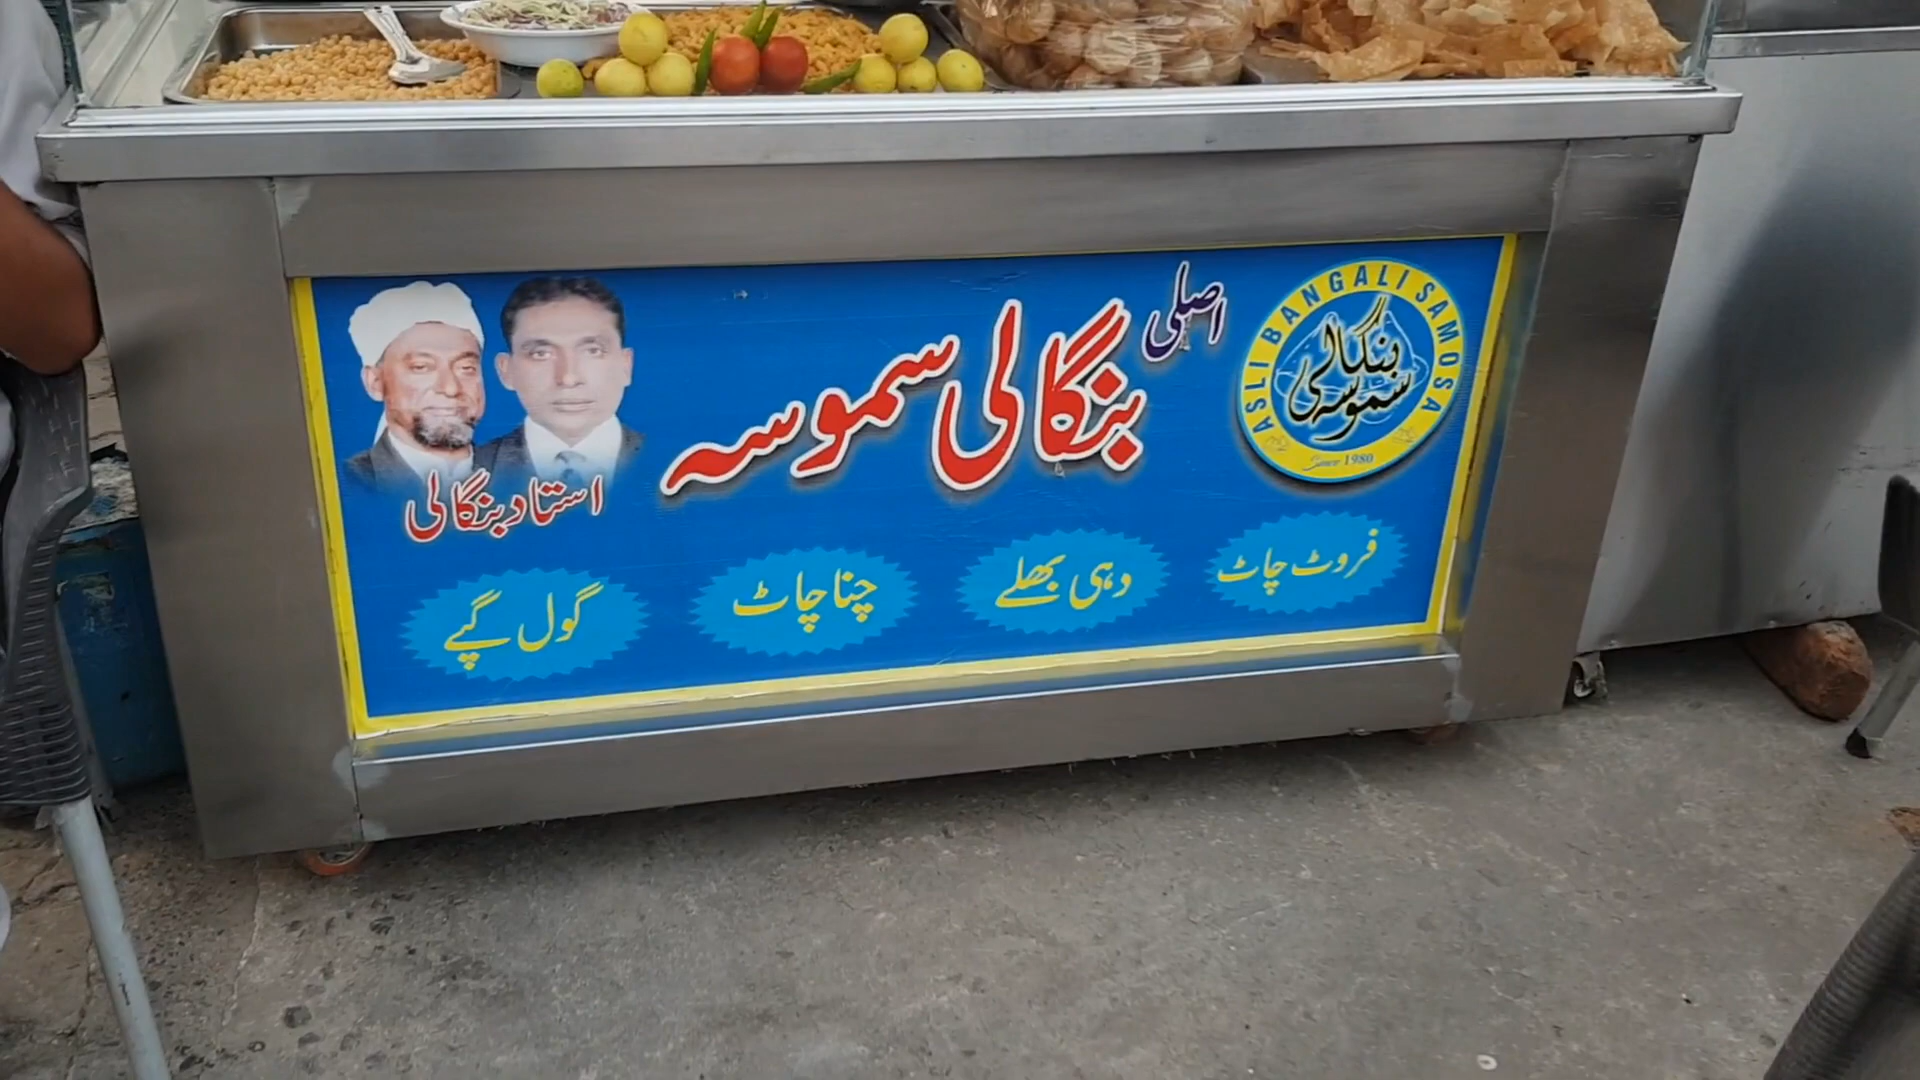 اصلی
بنگالی سموسہ
ASLI BANGALI SAMOSA
بنگالی سموسہ
Since 1980
استاد بنگالی
فروٹ چاٹ
دہی بھلے
چنا چاٹ
گول گپے